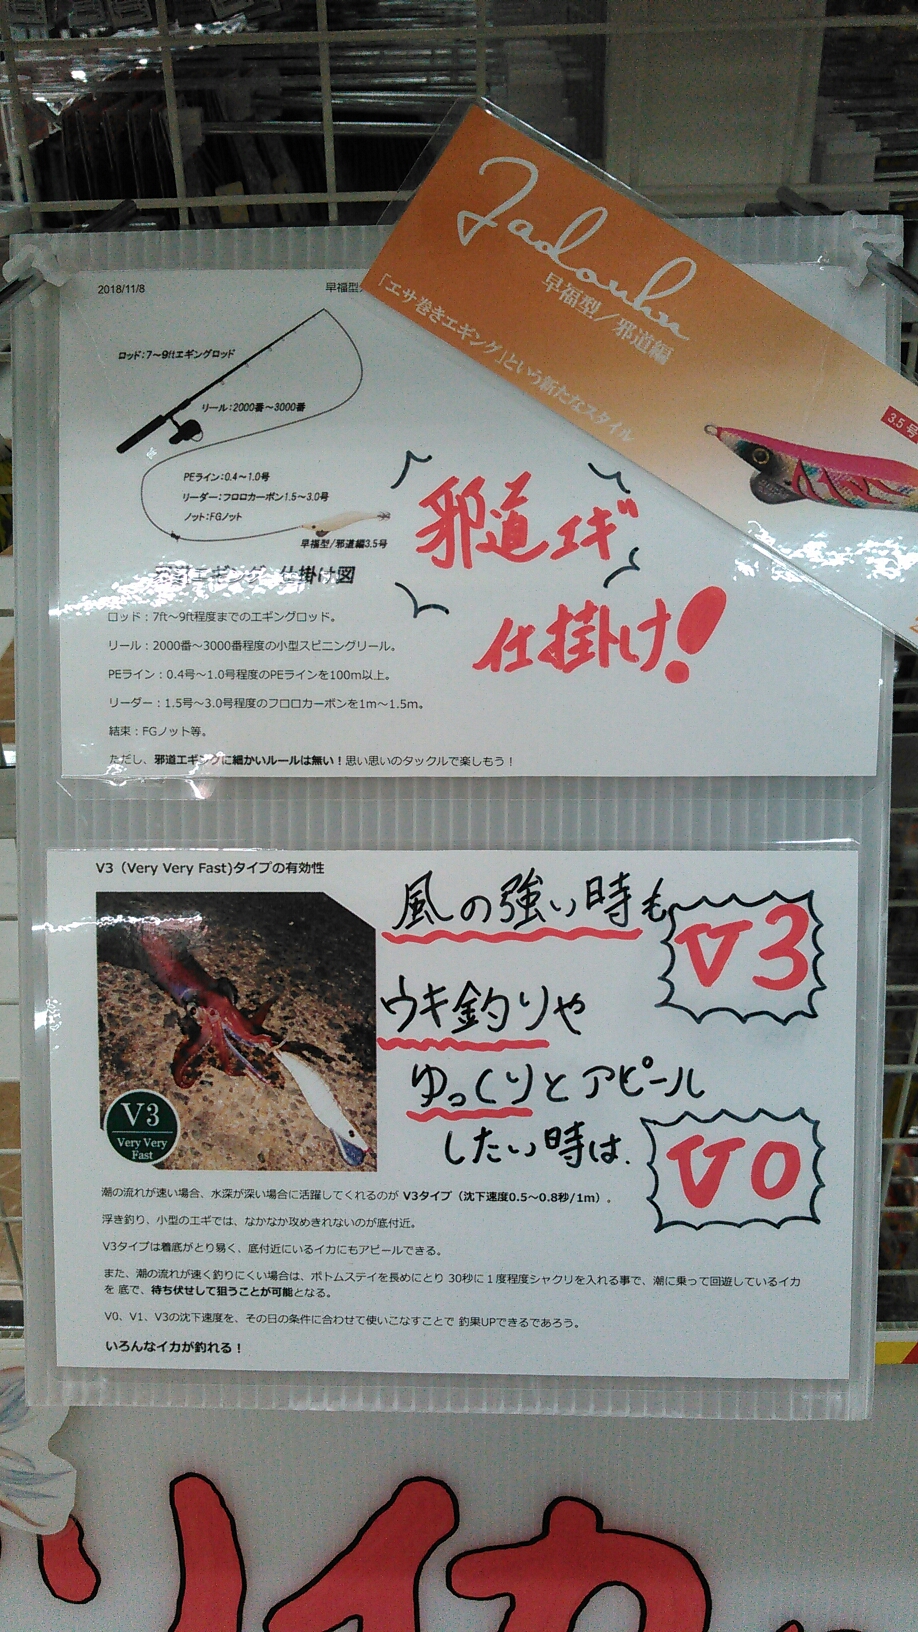 Jadouhn
早福型／邪道編
「エサ巻きエギング」という新たなスタイル
3.5号
2018/11/8
早福型
ロッド:7～9ftエギングロッド
リール:2000番～3000番
PEライン:0.4～1.0号
リーダー:フロロカーボン1.5～3.0号
ノット:FGノット
早福型/邪道編3.5号
邪道エギング 仕掛け図
邪道エギ
仕掛け!
ロッド：7ft～9ft程度までのエギングロッド。
リール：2000番～3000番程度の小型スピニングリール。
PEライン：0.4号～1.0号程度のPEラインを100m以上。
リーダー：1.5号～3.0号程度のフロロカーボンを1m～1.5m。
結束：FGノット等。
ただし、邪道エギングに細かいルールは無い！思い思いのタックルで楽しもう！
V3（Very Very Fast)タイプの有効性
風の強い時も V3
ウキ釣りや
ゆっくりとアピール
したい時は. V0
V3
Very Very
Fast
潮の流れが速い場合、水深が深い場合に活躍してくれるのが V3タイプ（沈下速度0.5～0.8秒/1m）。
浮き釣り、小型のエギでは、なかなか攻めきれないのが底付近。
V3タイプは着底がとり易く、底付近にいるイカにもアピールできる。
また、潮の流れが速く釣りにくい場合は、ボトムステイを長めにとり 30秒に１度程度シャクリを入れる事で、潮に乗って回遊しているイカ
を 底で、待ち伏せして狙うことが可能となる。
V0、V1、V3の沈下速度を、その日の条件に合わせて使いこなすことで 釣果UPできるであろう。
いろんなイカが釣れる！
イカ